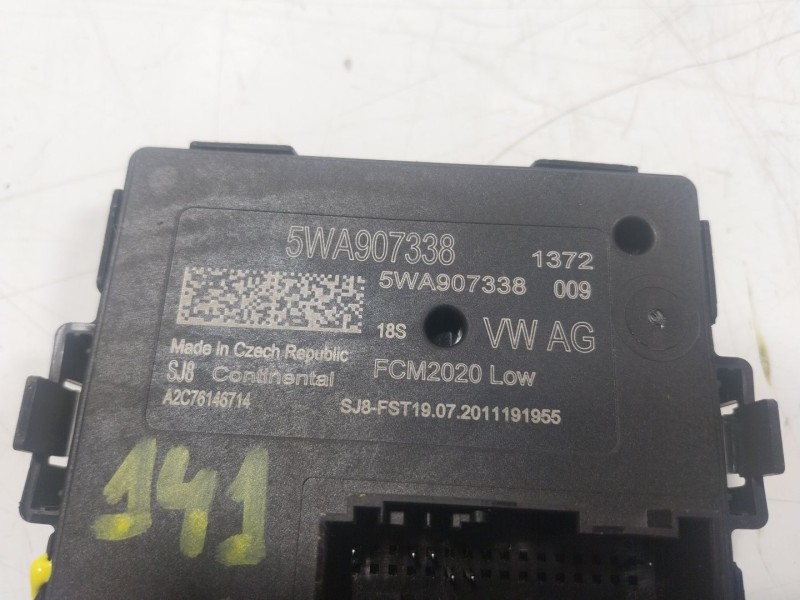 5WA907338 1372
5WA907338 009
18S VW AG
Made in Czech Republic
SJ8 Continental FCM2020 Low
A2C76146714 SJ8-FST19.07.2011191955
141